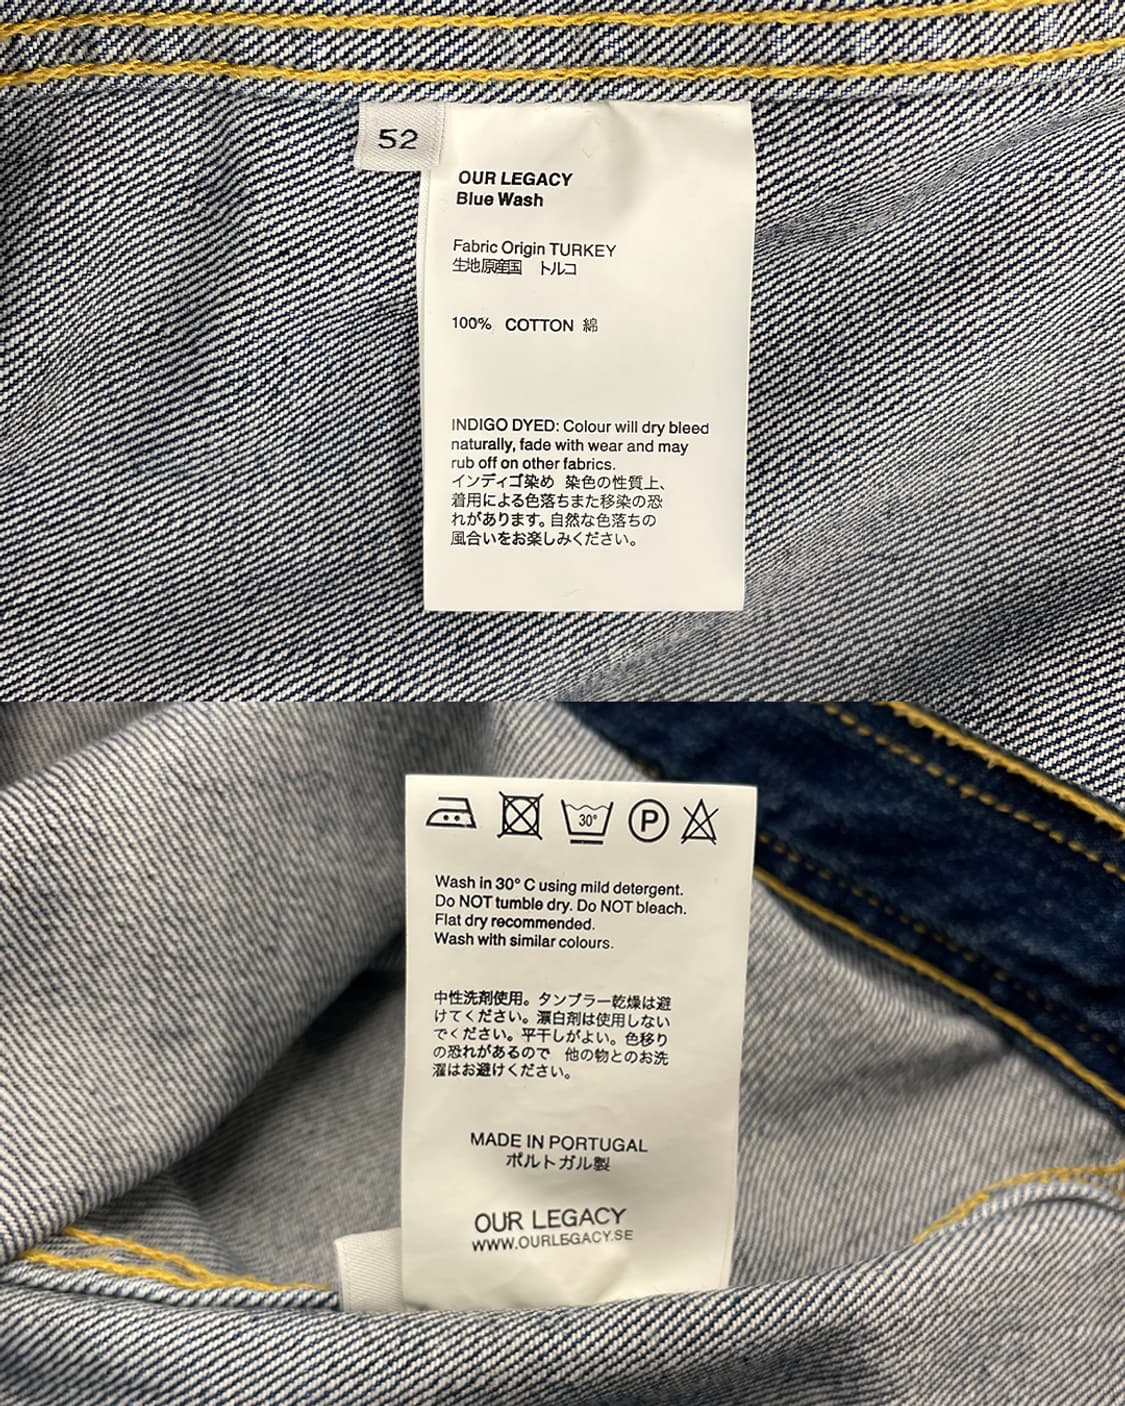 52
OUR LEGACY
Blue Wash
Fabric Origin TURKEY
生地原産国　トルコ
100% COTTON 綿
INDIGO DYED: Colour will dry bleed
naturally, fade with wear and may
rub off on other fabrics.
インディゴ染め 染色の性質上、
着用による色落ちまた移染の恐
れがあります。自然な色落ちの
風合いをお楽しみください。
30°
P
Wash in 30° C using mild detergent.
Do NOT tumble dry. Do NOT bleach.
Flat dry recommended.
Wash with similar colours.
中性洗剤使用。タンブラー乾燥は避
けてください。漂白剤は使用しない
でください。平干しがよい。色移り
の恐れがあるので　他の物とのお洗
濯はお避けください。
MADE IN PORTUGAL
ポルトガル製
OUR LEGACY
WWW.OURLEGACY.SE